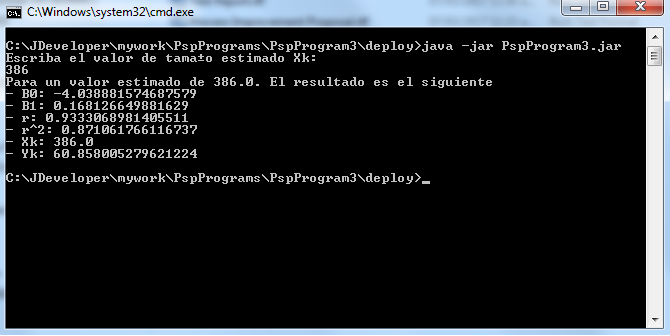 C:\Windows\system32\cmd.exe
C:\JDeveloper\mywork\PspPrograms\PspProgram3\deploy>java -jar PspProgram3.jar
Escriba el valor de tama±o estimado Xk:
386
Para un valor estimado de 386.0. El resultado es el siguiente
- B0: -4.038881574687579
- B1: 0.168126649881629
- r: 0.9333068981405511
- r^2: 0.871061766116737
- Xk: 386.0
- Yk: 60.858005279621224
C:\JDeveloper\mywork\PspPrograms\PspProgram3\deploy>_